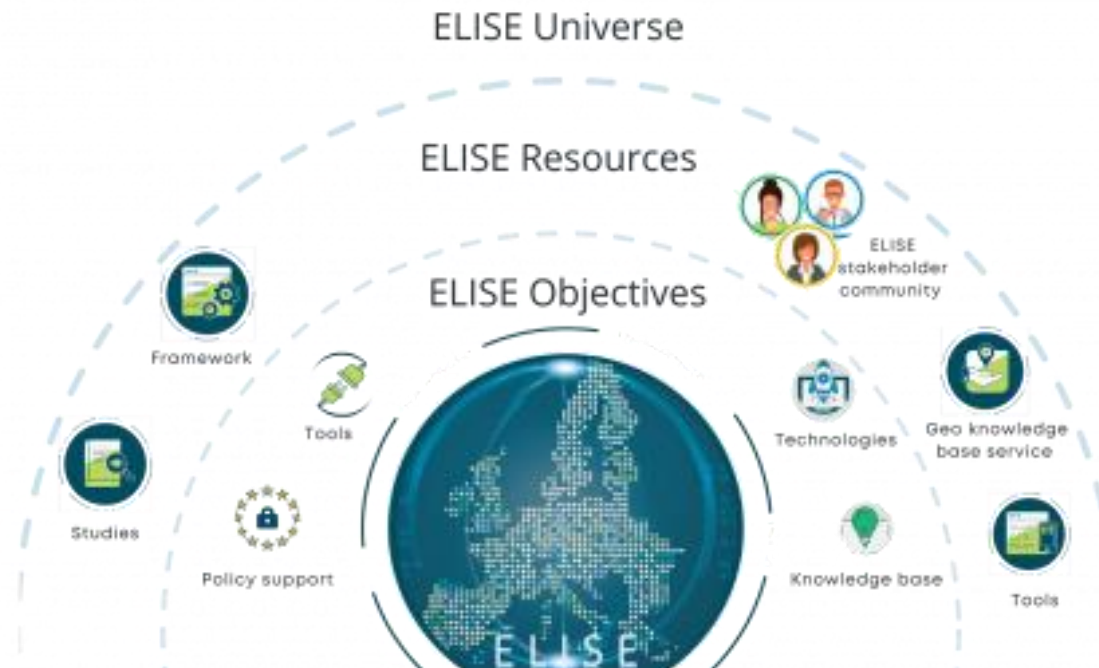 ELISE Universe
ELISE Resources
ELISE
stakeholder
community
ELISE Objectives
Framework
Tools
Technologies
Geo knowledge
base service
Studies
Policy support
Knowledge base
Tools
ELISE